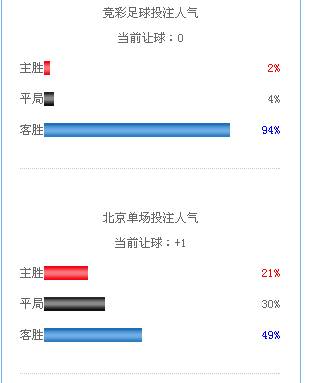 竞彩足球投注人气
当前让球：0
主胜 2%
平局 4%
客胜 94%
北京单场投注人气
当前让球：+1
主胜 21%
平局 30%
客胜 49%